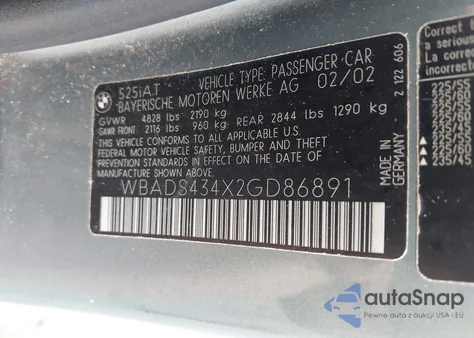 525iA.T VEHICLE TYPE: PASSENGER-CAR
BAYERISCHE MOTOREN WERKE AG 02/02
GVWR 4828 lbs 2190 kg
GAWR FRONT: 2116 lbs 960 kg REAR 2844 lbs 1290 kg
THIS VEHICLE CONFORMS TO ALL APPLICABLE FEDERAL
MOTOR VEHICLE SAFETY, BUMPER AND THEFT
PREVENTION STANDARDS IN EFFECT ON THE DATE OF
MANUFACTURE SHOWN ABOVE.
WBADS434X2GD86891
MADE IN GERMANY
2 122 606
incorrect
autoSnap
Pewne auta z USA i EU